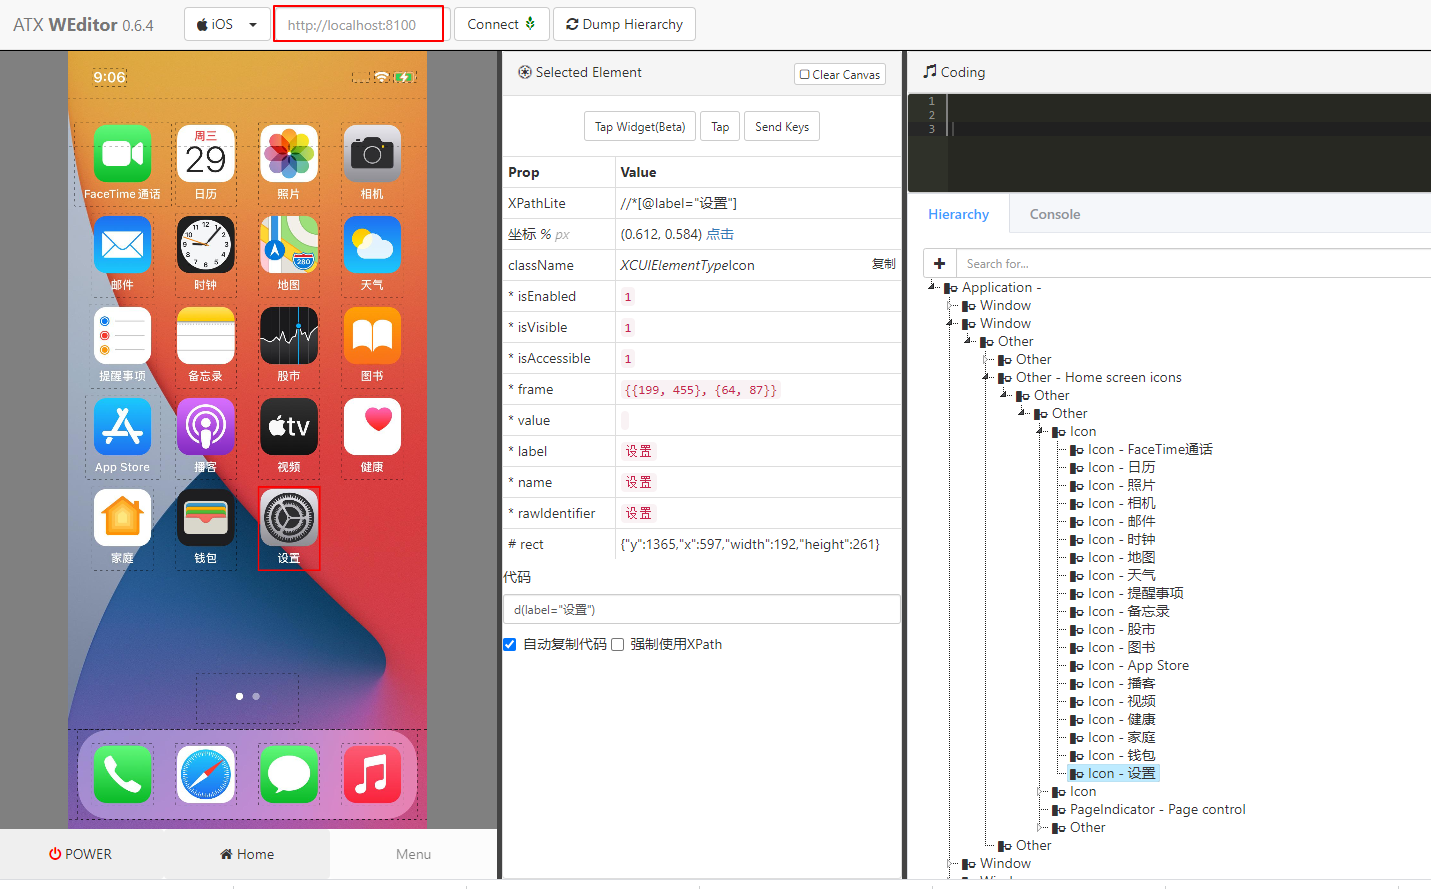 ATX WEditor 0.6.4
iOS
http://localhost:8100
Connect
Dump Hierarchy
9:06
FaceTime 通话
周三
29
日历
照片
相机
邮件
时钟
280
地图
天气
提醒事项
备忘录
股市
图书
App Store
播客
tv
视频
健康
家庭
钱包
设置
POWER
Home
Menu
Selected Element
Clear Canvas
Tap Widget(Beta)
Tap
Send Keys
Prop Value
XPathLite //*[@label="设置"]
坐标 % px (0.612, 0.584) 点击
className XCUIElementTypeIcon 复制
* isEnabled 1
* isVisible 1
* isAccessible 1
* frame {{199, 455}, {64, 87}}
* value
* label 设置
* name 设置
* rawIdentifier 设置
# rect {"y":1365,"x":597,"width":192,"height":261}
代码
d(label="设置")
自动复制代码 强制使用XPath
Coding
1
2
3
Hierarchy
Console
Search for...
Application -
Window
Window
Other
Other
Other - Home screen icons
Other
Other
Icon
Icon - FaceTime通话
Icon - 日历
Icon - 照片
Icon - 相机
Icon - 邮件
Icon - 时钟
Icon - 地图
Icon - 天气
Icon - 提醒事项
Icon - 备忘录
Icon - 股市
Icon - 图书
Icon - App Store
Icon - 播客
Icon - 视频
Icon - 健康
Icon - 家庭
Icon - 钱包
Icon - 设置
Icon
PageIndicator - Page control
Other
Other
Window